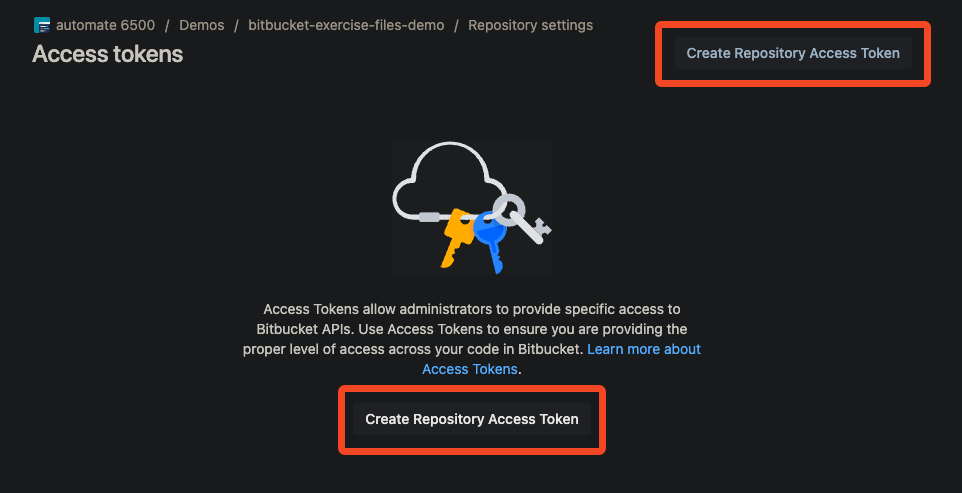 automate 6500 / Demos / bitbucket-exercise-files-demo / Repository settings
Access tokens
Create Repository Access Token
Access Tokens allow administrators to provide specific access to
Bitbucket APIs. Use Access Tokens to ensure you are providing the
proper level of access across your code in Bitbucket. Learn more about
Access Tokens.
Create Repository Access Token